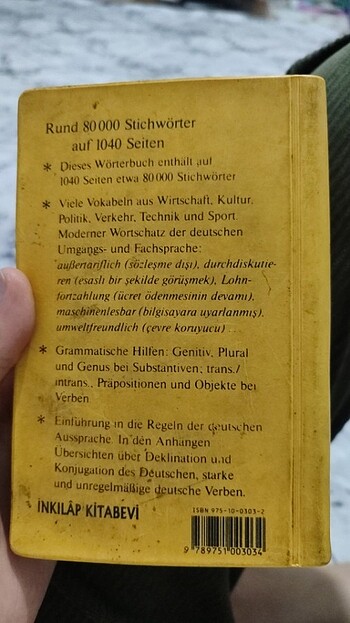 Rund 80 000 Stichwörter
auf 1040 Seiten
* Dieses Wörterbuch enthält auf
1040 Seiten etwa 80 000 Stichwörter
* Viele Vokabeln aus Wirtschaft, Kultur,
Politik, Verkehr, Technik und Sport.
Moderner Wortschatz der deutschen
Umgangs- und Fachsprache:
außertariflich (sözleşme dışı), durchdiskutie-
ren (esaslı bir şekilde görüşmek), Lohn-
fortzahlung (ücret ödenmesinin devamı),
maschinenlesbar (bilgisayara uyarlanmış),
umweltfreundlich (çevre koruyucu) ...
* Grammatische Hilfen: Genitiv, Plural
und Genus bei Substantiven; trans./
intrans., Präpositionen und Objekte bei
Verben
* Einführung in die Regeln der deutschen
Aussprache. In den Anhängen
Übersichten über Deklination und
Konjugation des Deutschen, starke
und unregelmäßige deutsche Verben.
İNKILÂP KİTABEVİ
ISBN 975-10-0303-2
9 789751 003034